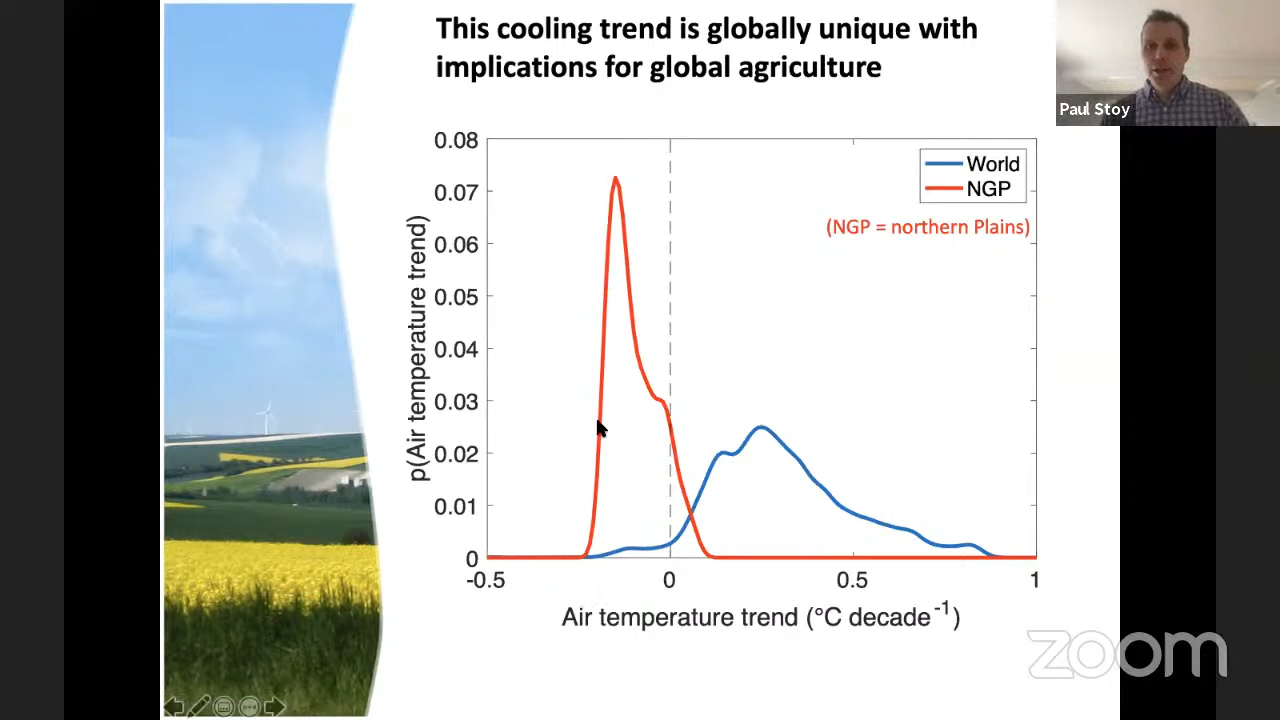 This cooling trend is globally unique with
implications for global agriculture
Paul Stoy
0.08
0.07
0.06
0.05
0.04
0.03
0.02
0.01
0
p(Air temperature trend)
World
NGP
(NGP = northern Plains)
-0.5
0
0.5
1
Air temperature trend (°C decade⁻¹)
zoom